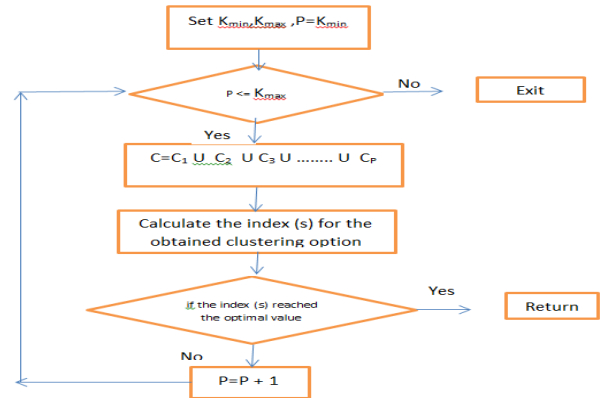 Set Kmin,Kmax ,P=Kmin
P <= Kmax
No
Exit
Yes
C=C₁ U C₂ U C₃ U ........ U Cₚ
Calculate the index (s) for the
obtained clustering option
if the index (s) reached
the optimal value
Yes
Return
No
P=P + 1